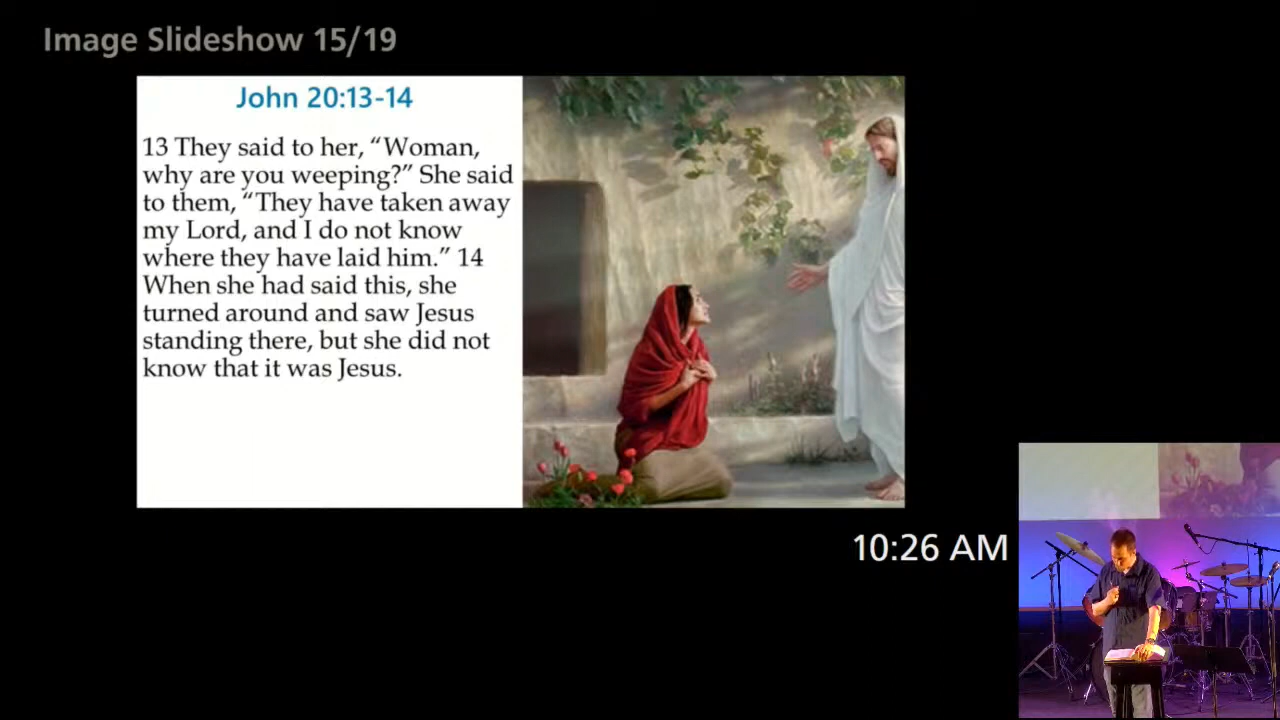 Image Slideshow 15/19
John 20:13-14
13 They said to her, “Woman,
why are you weeping?” She said
to them, “They have taken away
my Lord, and I do not know
where they have laid him.” 14
When she had said this, she
turned around and saw Jesus
standing there, but she did not
know that it was Jesus.
10:26 AM